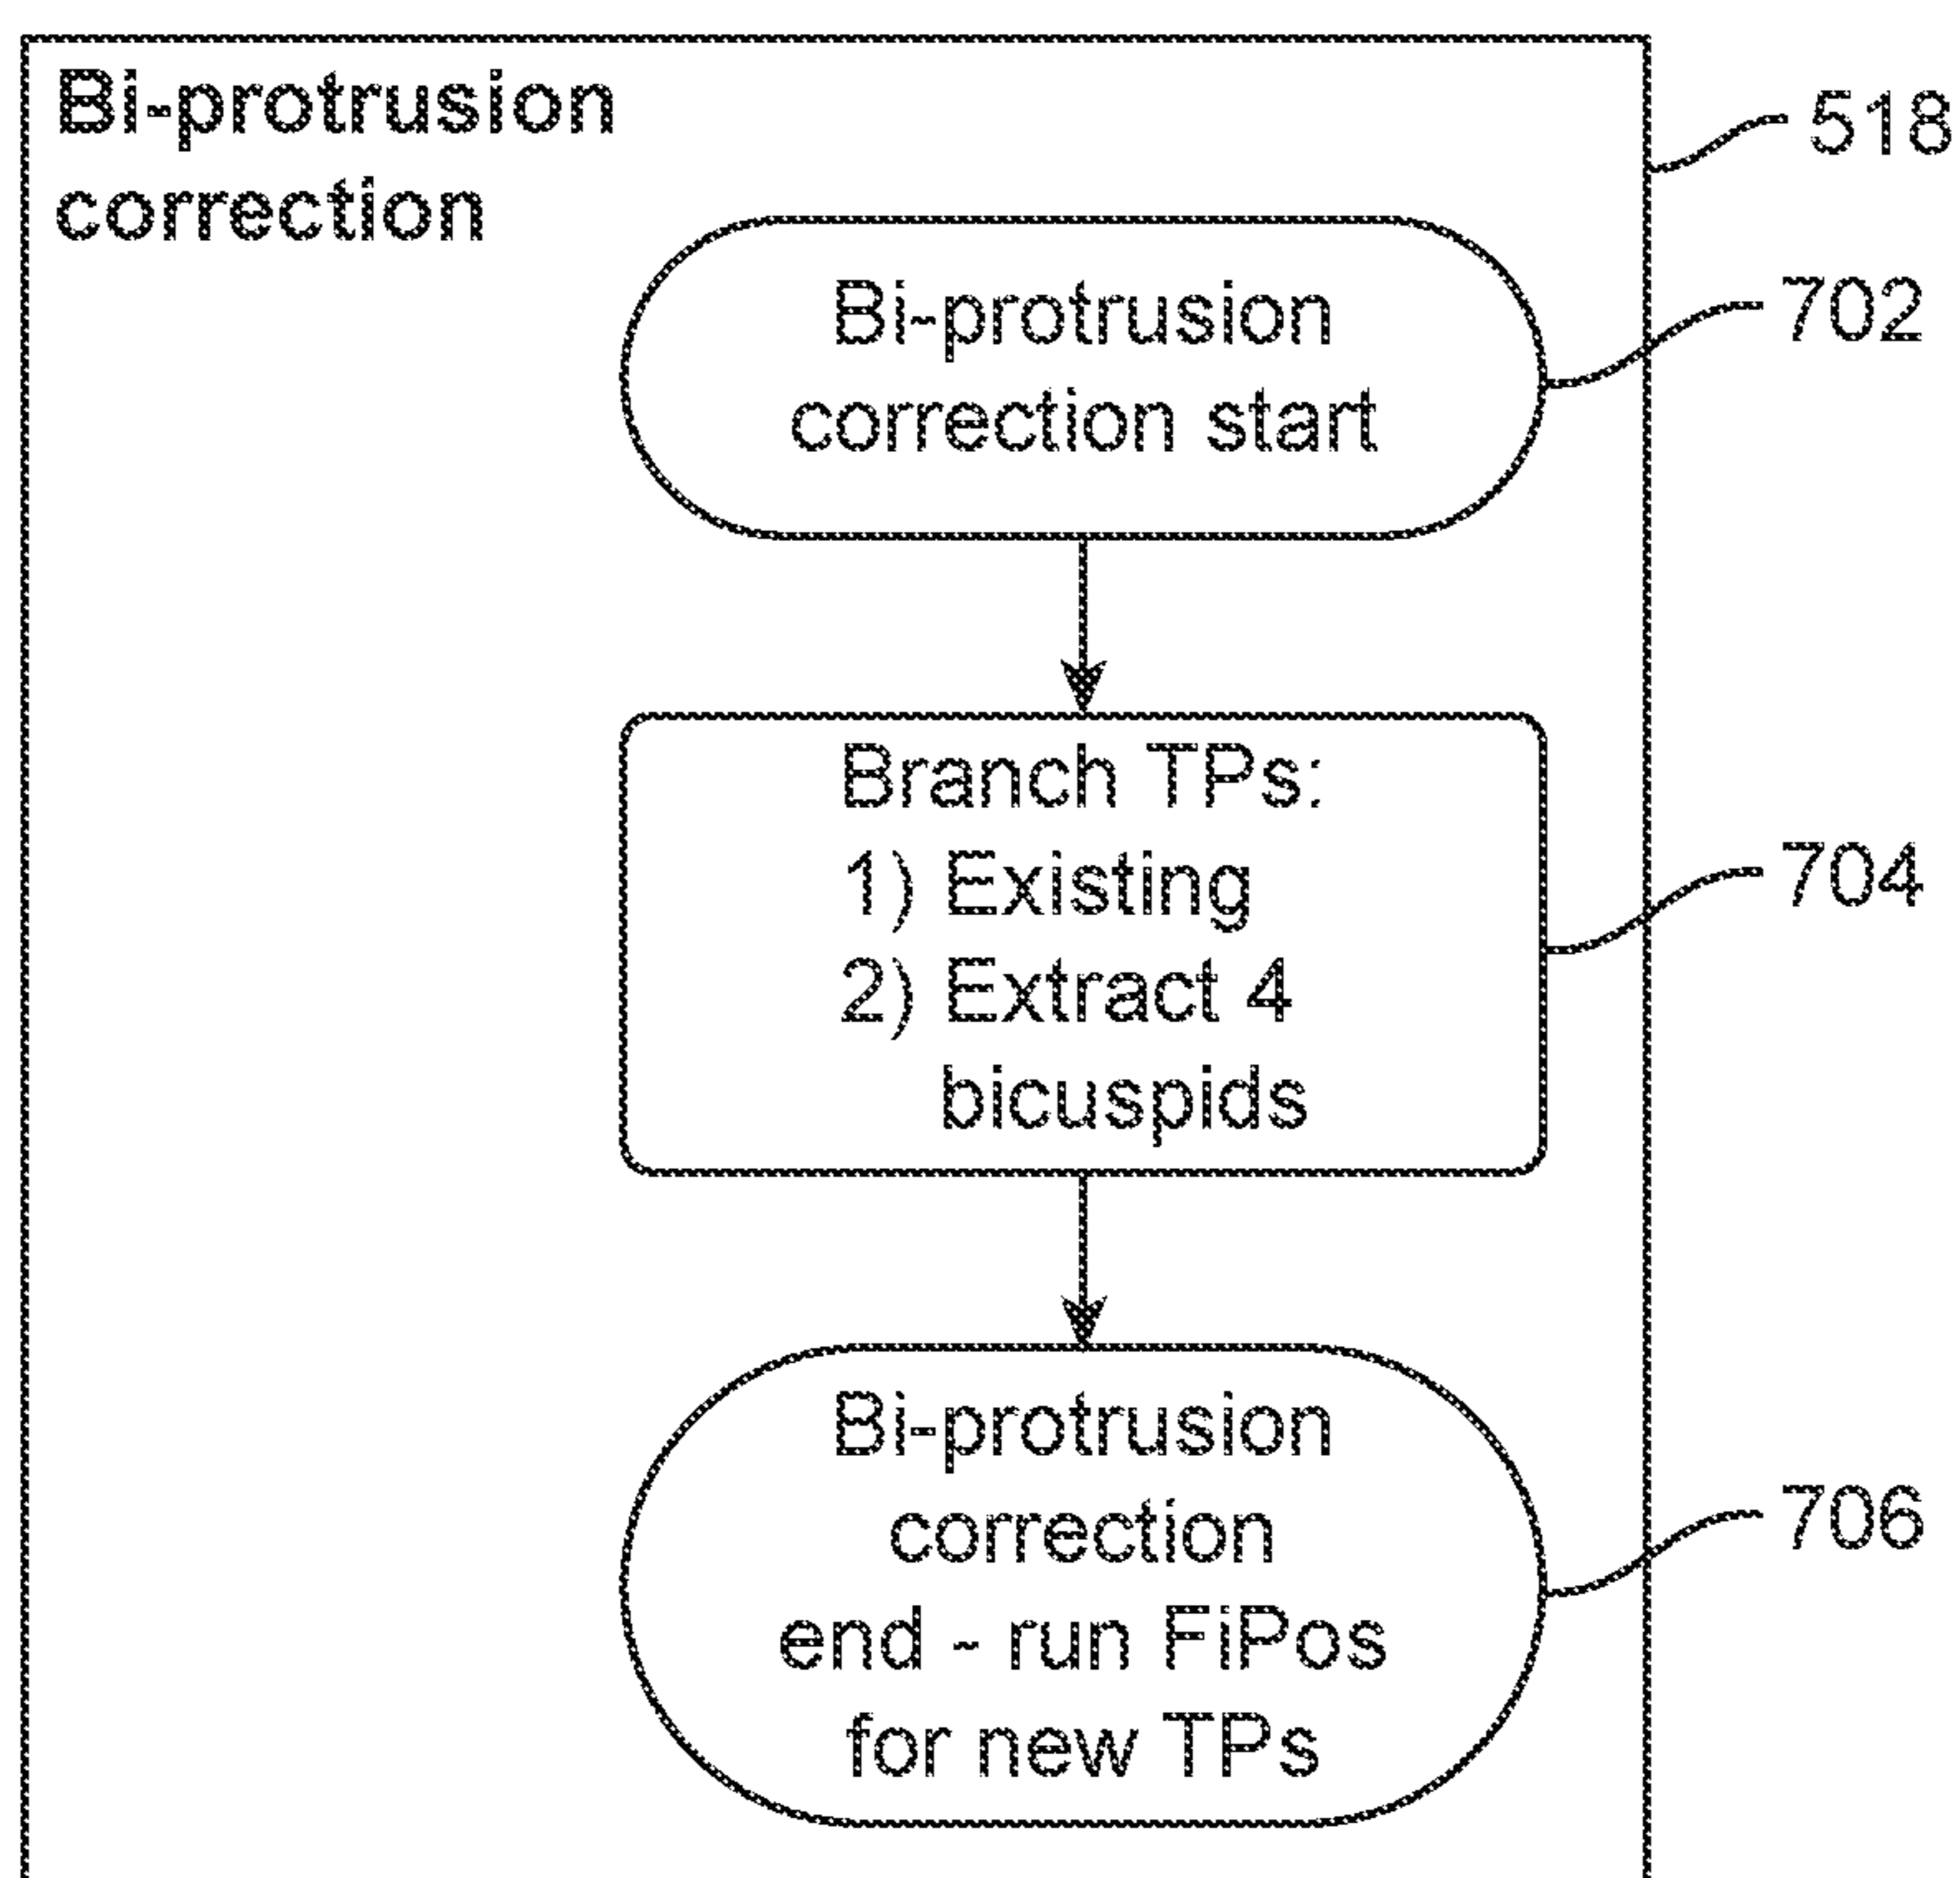 Bi-protrusion
correction
518
Bi-protrusion
correction start
702
Branch TPs:
1) Existing
2) Extract 4
bicuspids
704
Bi-protrusion
correction
end - run FiPos
for new TPs
706